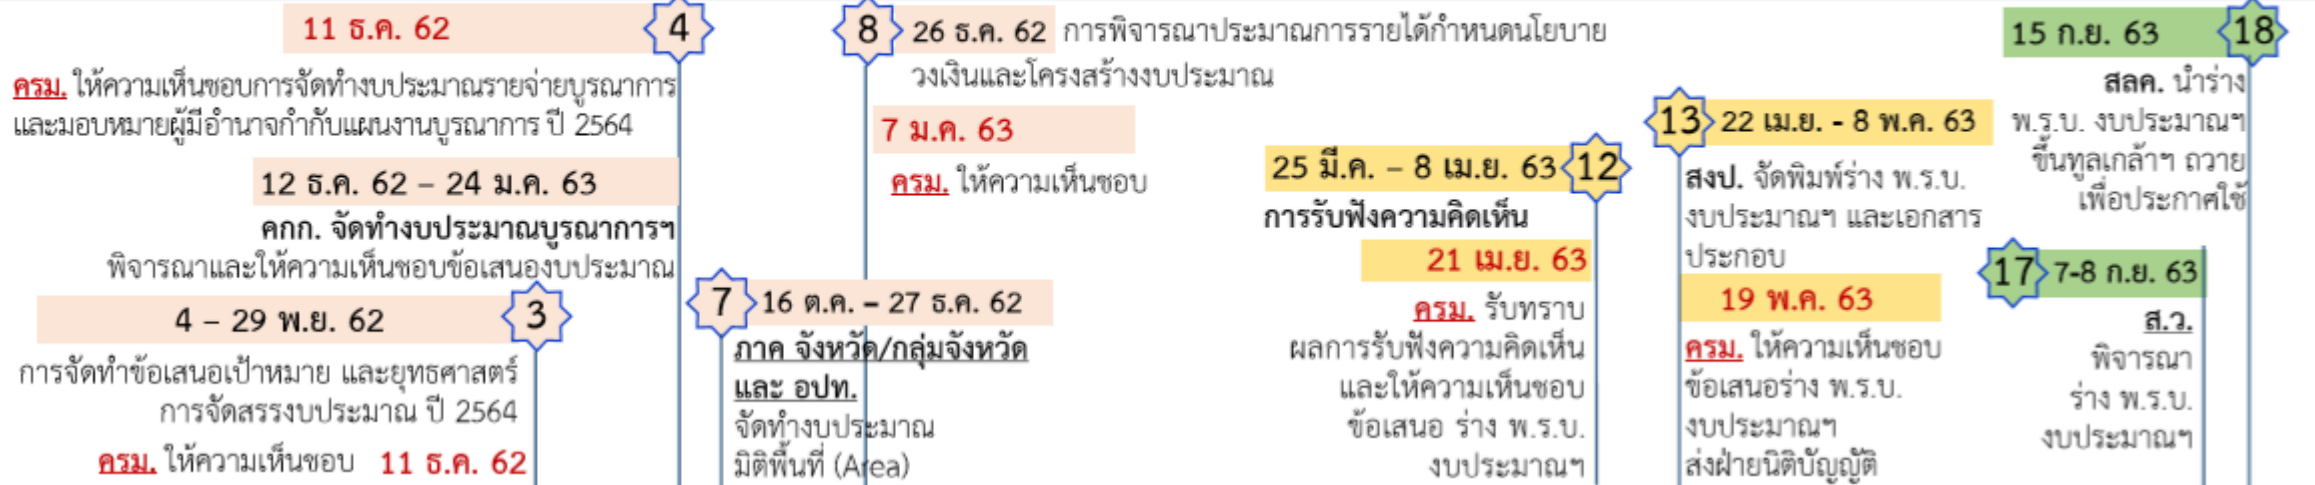 11 ธ.ค. 62
4
ครม. ให้ความเห็นชอบการจัดทำงบประมาณรายจ่ายบูรณาการ
และมอบหมายผู้มีอำนาจกำกับแผนงานบูรณาการ ปี 2564
12 ธ.ค. 62 – 24 ม.ค. 63
คกก. จัดทำงบประมาณบูรณาการฯ
พิจารณาและให้ความเห็นชอบข้อเสนองบประมาณ
4 – 29 พ.ย. 62
3
การจัดทำข้อเสนอเป้าหมาย และยุทธศาสตร์
การจัดสรรงบประมาณ ปี 2564
ครม. ให้ความเห็นชอบ 11 ธ.ค. 62
8
26 ธ.ค. 62 การพิจารณาประมาณการรายได้กำหนดนโยบาย
วงเงินและโครงสร้างงบประมาณ
7 ม.ค. 63
ครม. ให้ความเห็นชอบ
7
16 ต.ค. – 27 ธ.ค. 62
ภาค จังหวัด/กลุ่มจังหวัด
และ อปท.
จัดทำงบประมาณ
มิติพื้นที่ (Area)
25 มี.ค. – 8 เม.ย. 63
12
การรับฟังความคิดเห็น
21 เม.ย. 63
ครม. รับทราบ
ผลการรับฟังความคิดเห็น
และให้ความเห็นชอบ
ข้อเสนอ ร่าง พ.ร.บ.
งบประมาณฯ
13
22 เม.ย. - 8 พ.ค. 63
สงป. จัดพิมพ์ร่าง พ.ร.บ.
งบประมาณฯ และเอกสาร
ประกอบ
19 พ.ค. 63
ครม. ให้ความเห็นชอบ
ข้อเสนอร่าง พ.ร.บ.
งบประมาณฯ
ส่งฝ่ายนิติบัญญัติ
15 ก.ย. 63
18
สลค. นำร่าง
พ.ร.บ. งบประมาณฯ
ขึ้นทูลเกล้าฯ ถวาย
เพื่อประกาศใช้
17
7-8 ก.ย. 63
ส.ว.
พิจารณา
ร่าง พ.ร.บ.
งบประมาณฯ